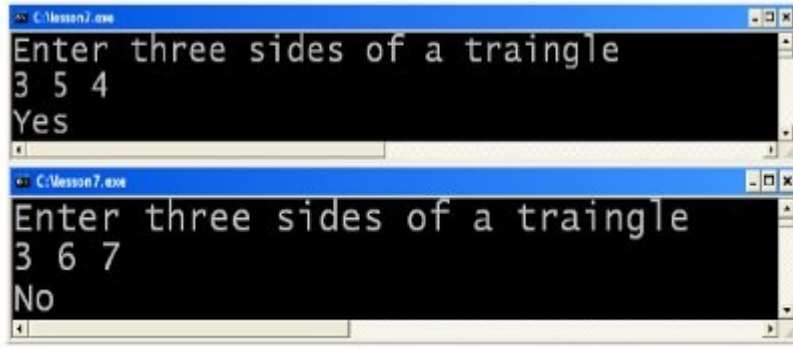 C:\lesson7.exe
Enter three sides of a traingle
3 5 4
Yes
C:\lesson7.exe
Enter three sides of a traingle
3 6 7
No